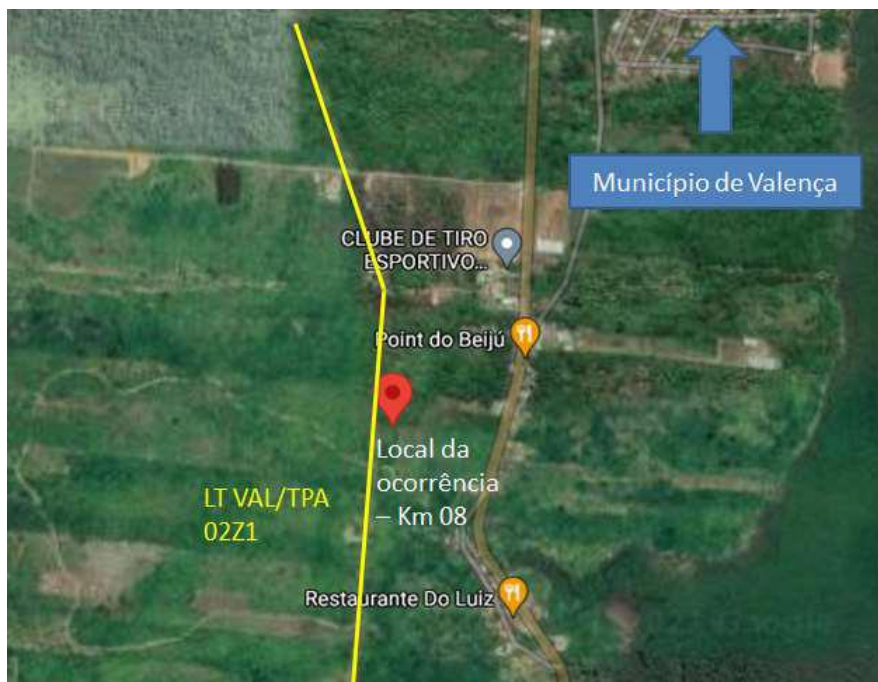 Município de Valença
CLUBE DE TIRO
ESPORTIVO...
Point do Beijú
Local da
ocorrência
– Km 08
LT VAL/TPA
02Z1
Restaurante Do Luiz